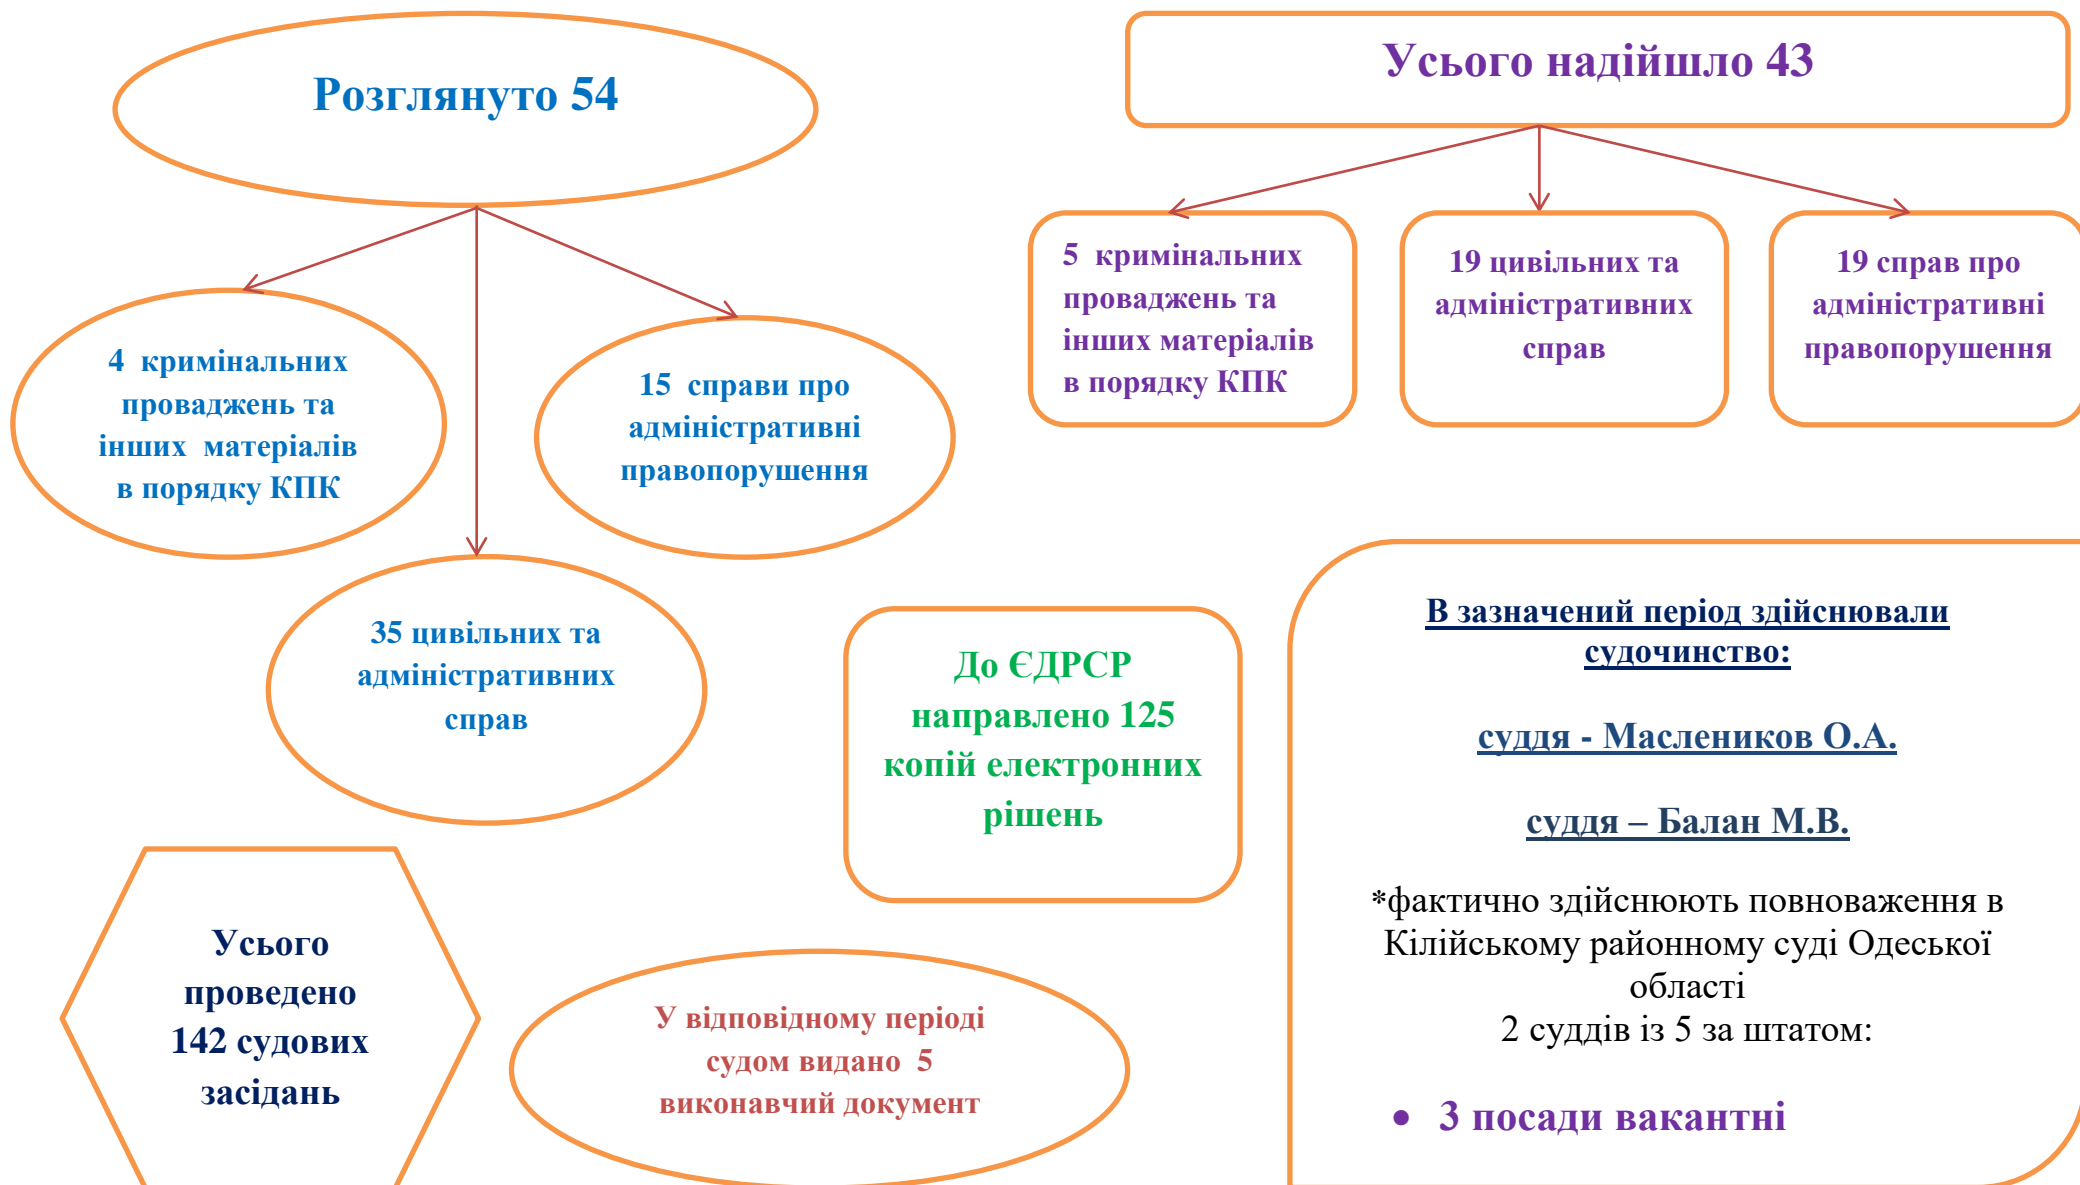 Розглянуто 54
4 кримінальних
проваджень та
інших матеріалів
в порядку КПК
15 справи про
адміністративні
правопорушення
35 цивільних та
адміністративних
справ
Усього надійшло 43
5 кримінальних
проваджень та
інших матеріалів
в порядку КПК
19 цивільних та
адміністративних
справ
19 справ про
адміністративні
правопорушення
До ЄДРСР
направлено 125
копій електронних
рішень
В зазначений період здійснювали
судочинство:
суддя - Маслеников О.А.
суддя – Балан М.В.
*фактично здійснюють повноваження в
Кілійському районному суді Одеської
області
2 суддів із 5 за штатом:
• 3 посади вакантні
Усього
проведено
142 судових
засідань
У відповідному періоді
судом видано 5
виконавчий документ